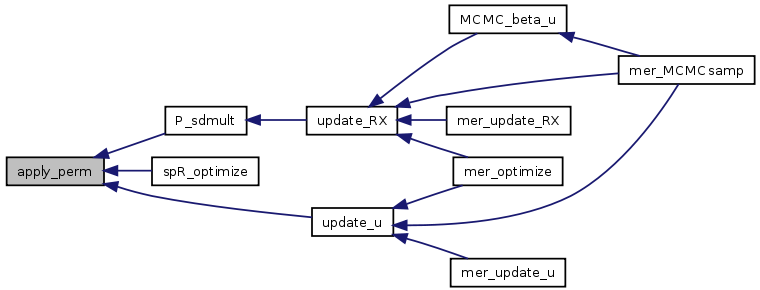 MCMC_beta_u
mer_MCMCsamp
P_sdmult
update_RX
mer_update_RX
apply_perm
spR_optimize
mer_optimize
update_u
mer_update_u